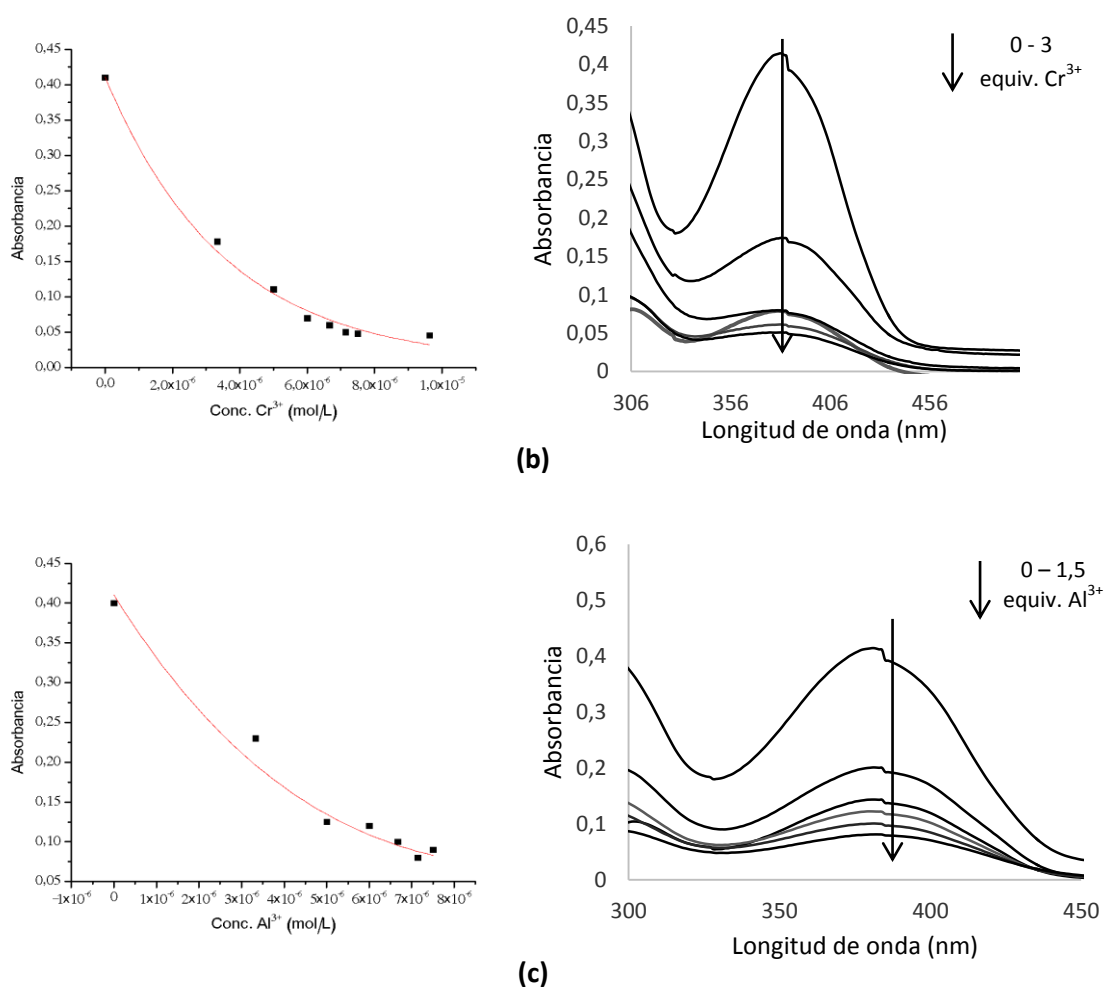 0,45
0,40
0,35
0,30
0,25
0,20
0,15
0,10
0,05
0,00
Absorbancia
0,0 2,0×10⁻⁶ 4,0×10⁻⁶ 6,0×10⁻⁶ 8,0×10⁻⁶ 1,0×10⁻⁵
Conc. Cr³⁺ (mol/L)
0,45
0,4
0,35
0,3
0,25
0,2
0,15
0,1
0,05
0
Absorbancia
0 - 3
equiv. Cr³⁺
306 356 406 456
Longitud de onda (nm)
(b)
0,45
0,40
0,35
0,30
0,25
0,20
0,15
0,10
0,05
Absorbancia
−1×10⁻⁶ 0 1×10⁻⁶ 2×10⁻⁶ 3×10⁻⁶ 4×10⁻⁶ 5×10⁻⁶ 6×10⁻⁶ 7×10⁻⁶ 8×10⁻⁶
Conc. Al³⁺ (mol/L)
0,6
0,5
0,4
0,3
0,2
0,1
0
Absorbancia
0 – 1,5
equiv. Al³⁺
300 350 400 450
Longitud de onda (nm)
(c)